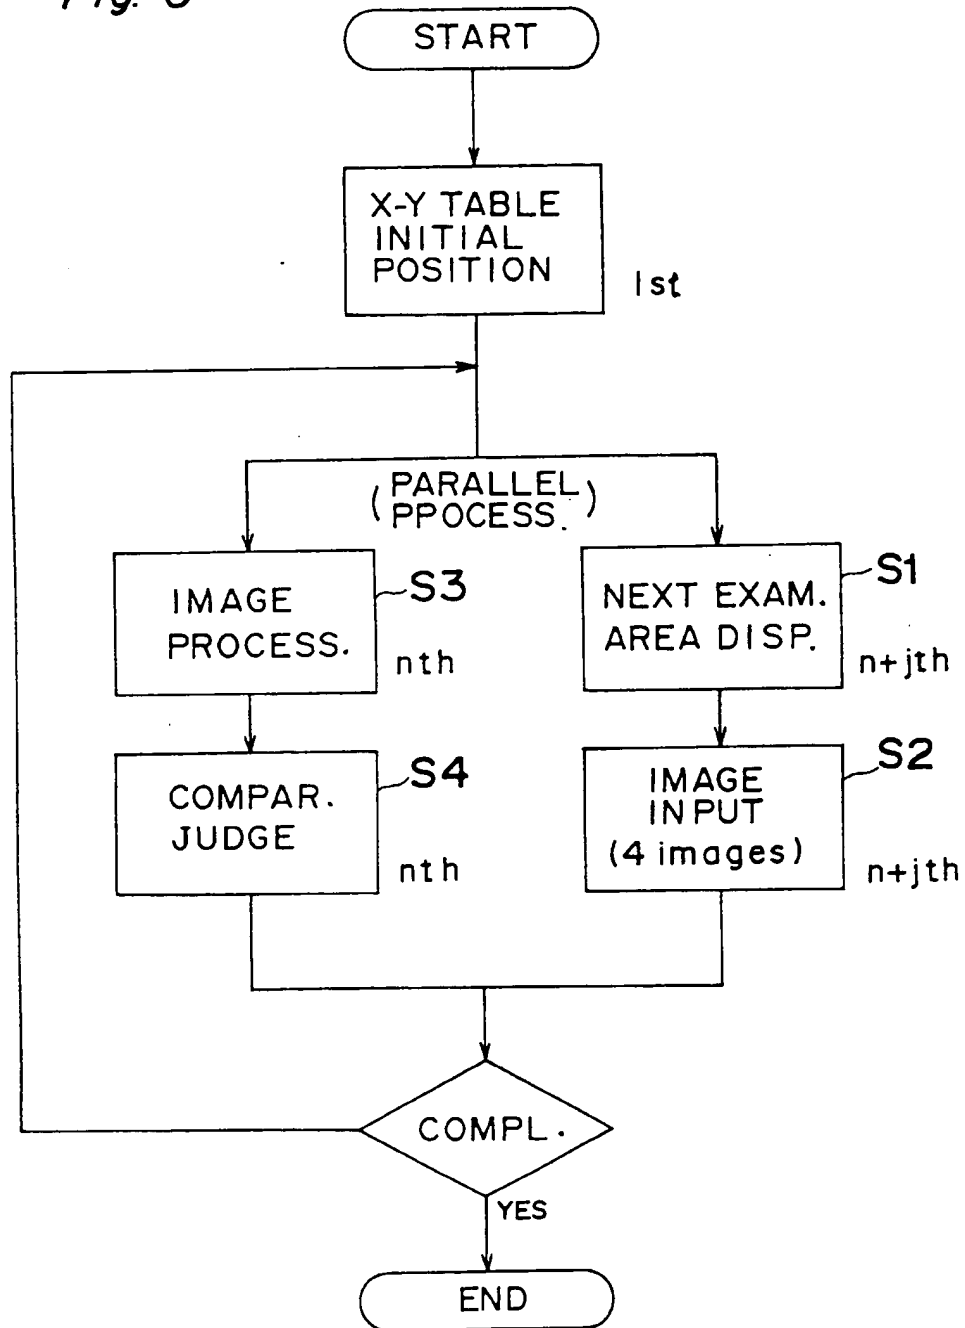 START
X-Y TABLE
INITIAL
POSITION
1st
(PARALLEL
PPOCESS.)
IMAGE
PROCESS.
S3
nth
NEXT EXAM.
AREA DISP.
S1
n+jth
COMPAR.
JUDGE
S4
nth
IMAGE
INPUT
(4 images)
S2
n+jth
COMPL.
YES
END